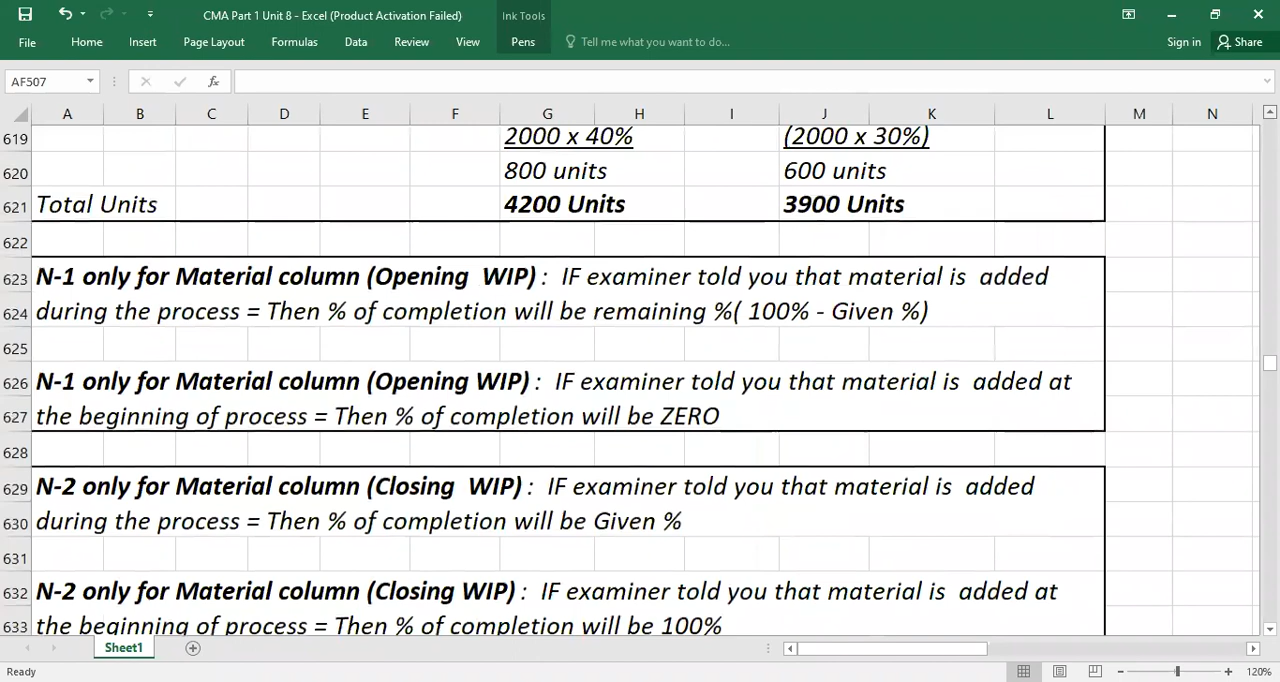 CMA Part 1 Unit 8 - Excel (Product Activation Failed)
Ink Tools
File Home Insert Page Layout Formulas Data Review View Pens Tell me what you want to do... Sign in Share
AF507 fx
A B C D E F G H I J K L M N
619 2000 x 40% (2000 x 30%)
620 800 units 600 units
621 Total Units 4200 Units 3900 Units
622
623 N-1 only for Material column (Opening WIP) : IF examiner told you that material is added
624 during the process = Then % of completion will be remaining %( 100% - Given %)
625
626 N-1 only for Material column (Opening WIP) : IF examiner told you that material is added at
627 the beginning of process = Then % of completion will be ZERO
628
629 N-2 only for Material column (Closing WIP) : IF examiner told you that material is added
630 during the process = Then % of completion will be Given %
631
632 N-2 only for Material column (Closing WIP) : IF examiner told you that material is added at
633 the beginning of process = Then % of completion will be 100%
Sheet1
Ready 120%